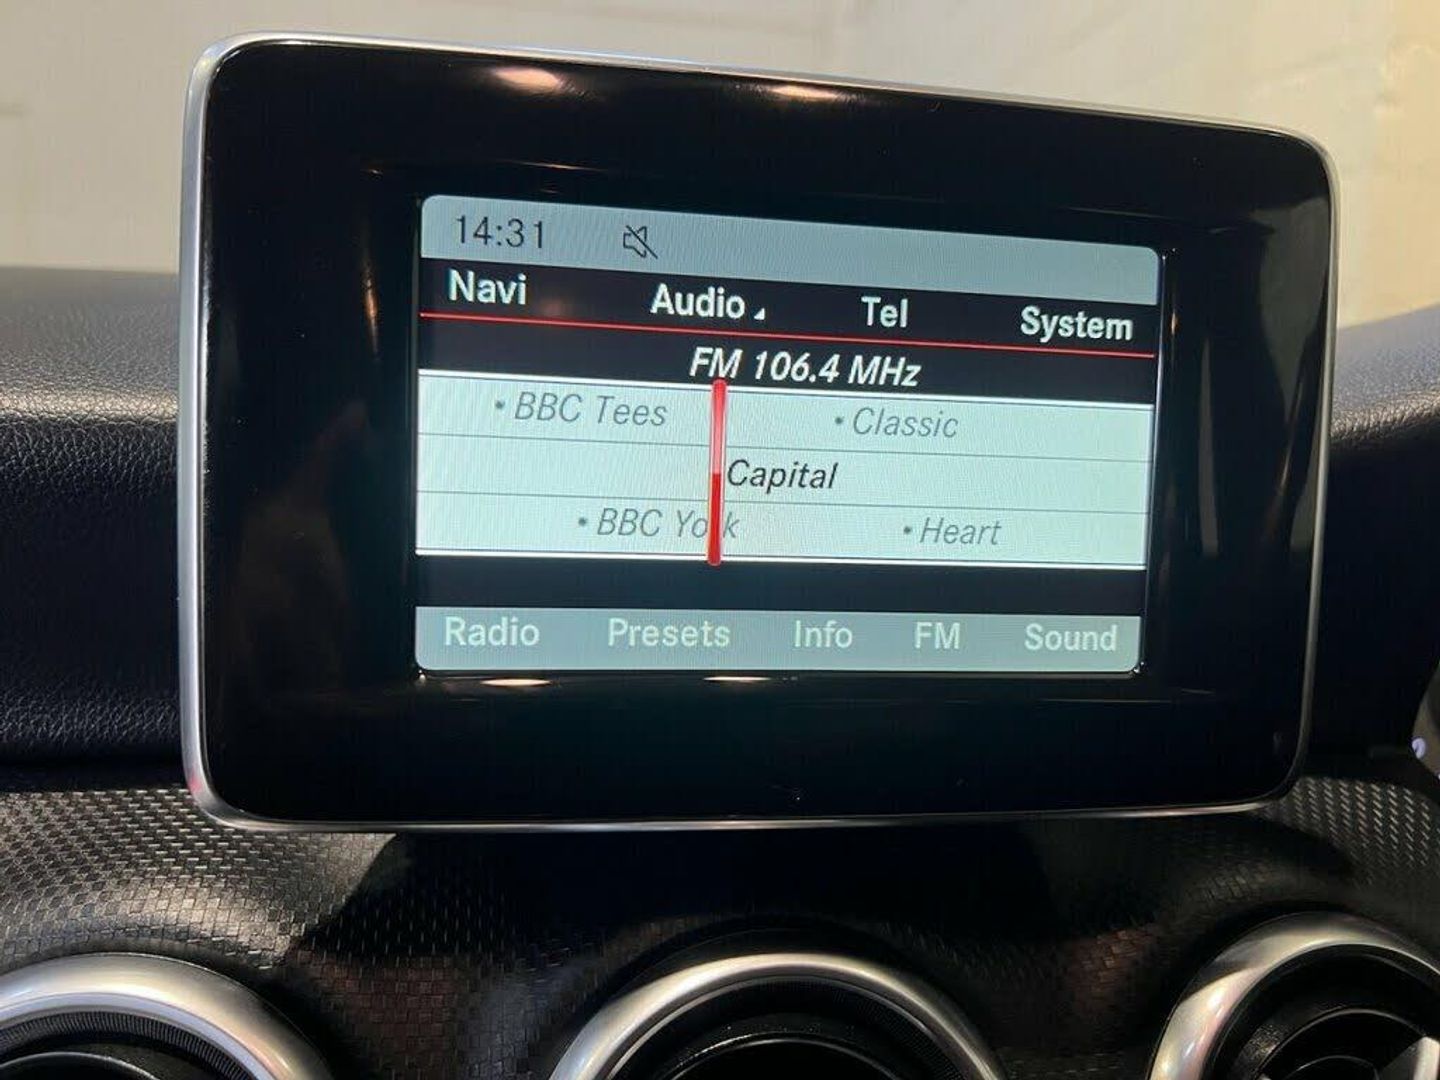 14:31
Navi Audio Tel System
FM 106.4 MHz
• BBC Tees • Classic
Capital
• BBC York • Heart
Radio Presets Info FM Sound